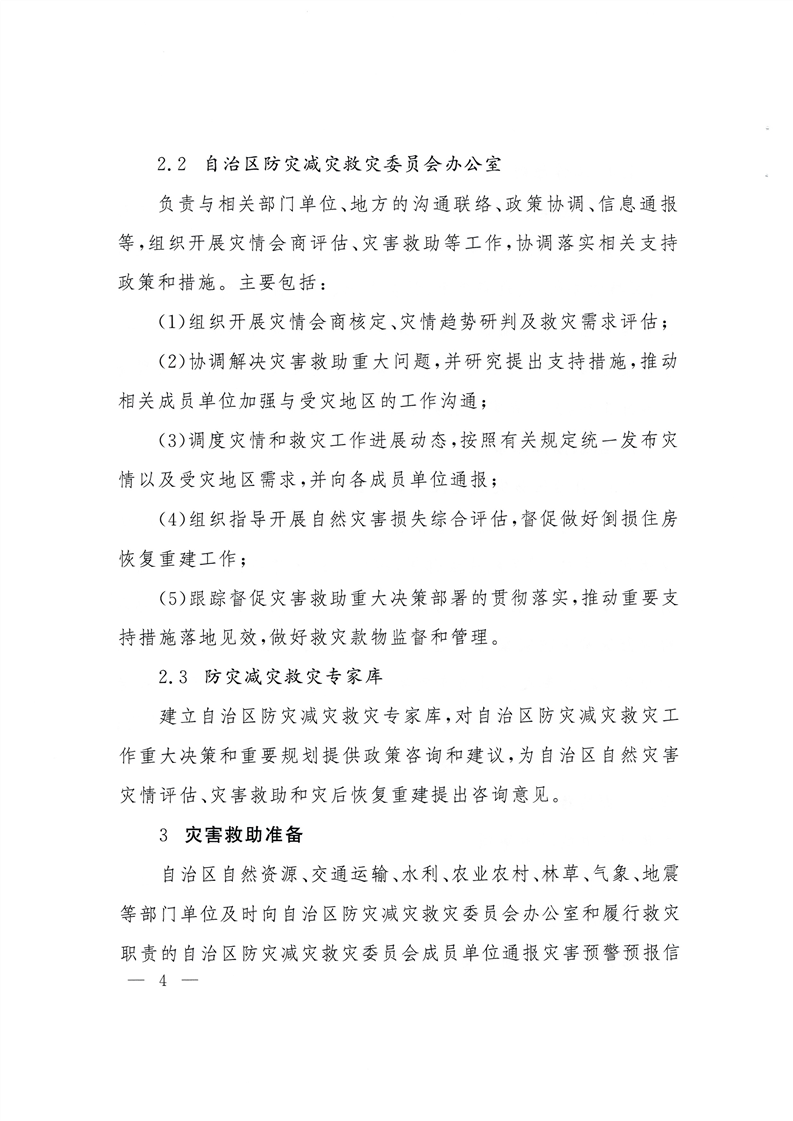 2.2 自治区防灾减灾救灾委员会办公室
负责与相关部门单位、地方的沟通联络、政策协调、信息通报
等,组织开展灾情会商评估、灾害救助等工作,协调落实相关支持
政策和措施。主要包括:
(1)组织开展灾情会商核定、灾情趋势研判及救灾需求评估;
(2)协调解决灾害救助重大问题,并研究提出支持措施,推动
相关成员单位加强与受灾地区的工作沟通;
(3)调度灾情和救灾工作进展动态,按照有关规定统一发布灾
情以及受灾地区需求,并向各成员单位通报;
(4)组织指导开展自然灾害损失综合评估,督促做好倒损住房
恢复重建工作;
(5)跟踪督促灾害救助重大决策部署的贯彻落实,推动重要支
持措施落地见效,做好救灾款物监督和管理。
2.3 防灾减灾救灾专家库
建立自治区防灾减灾救灾专家库,对自治区防灾减灾救灾工
作重大决策和重要规划提供政策咨询和建议,为自治区自然灾害
灾情评估、灾害救助和灾后恢复重建提出咨询意见。
3 灾害救助准备
自治区自然资源、交通运输、水利、农业农村、林草、气象、地震
等部门单位及时向自治区防灾减灾救灾委员会办公室和履行救灾
职责的自治区防灾减灾救灾委员会成员单位通报灾害预警预报信
— 4 —